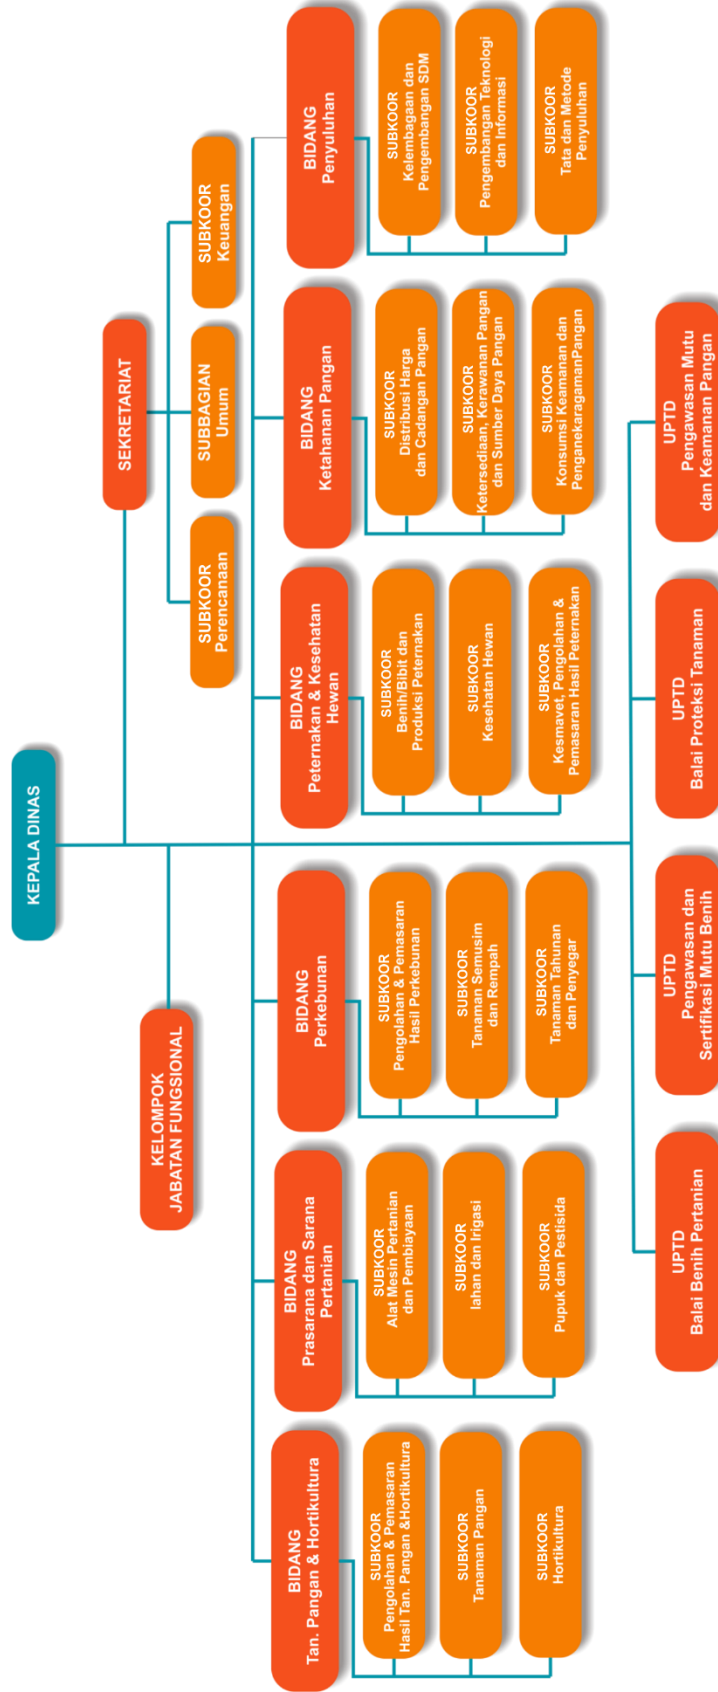 KEPALA DINAS
SEKRETARIAT
KELOMPOK
JABATAN FUNGSIONAL
SUBKOOR
Perencanaan
SUBBAGIAN
Umum
SUBKOOR
Keuangan
BIDANG
Tan. Pangan & Hortikultura
SUBKOOR
Pengolahan & Pemasaran
Hasil Tan. Pangan &Hortikultura
SUBKOOR
Tanaman Pangan
SUBKOOR
Hortikultura
BIDANG
Prasarana dan Sarana
Pertanian
SUBKOOR
Alat Mesin Pertanian
dan Pembiayaan
SUBKOOR
lahan dan Irigasi
SUBKOOR
Pupuk dan Pestisida
BIDANG
Perkebunan
SUBKOOR
Pengolahan & Pemasaran
Hasil Perkebunan
SUBKOOR
Tanaman Semusim
dan Rempah
SUBKOOR
Tanaman Tahunan
dan Penyegar
BIDANG
Peternakan & Kesehatan
Hewan
SUBKOOR
Benih/Bibit dan
Produksi Peternakan
SUBKOOR
Kesehatan Hewan
SUBKOOR
Kesmavet, Pengolahan &
Pemasaran Hasil Peternakan
BIDANG
Ketahanan Pangan
SUBKOOR
Distribusi Harga
dan Cadangan Pangan
SUBKOOR
Ketersediaan, Kerawanan Pangan
dan Sumber Daya Pangan
SUBKOOR
Konsumsi Keamanan dan
PenganekaragamanPangan
BIDANG
Penyuluhan
SUBKOOR
Kelembagaan dan
Pengembangan SDM
SUBKOOR
Pengembangan Teknologi
dan Informasi
SUBKOOR
Tata dan Metode
Penyuluhan
UPTD
Balai Benih Pertanian
UPTD
Pengawasan dan
Sertifikasi Mutu Benih
UPTD
Balai Proteksi Tanaman
UPTD
Pengawasan Mutu
dan Keamanan Pangan